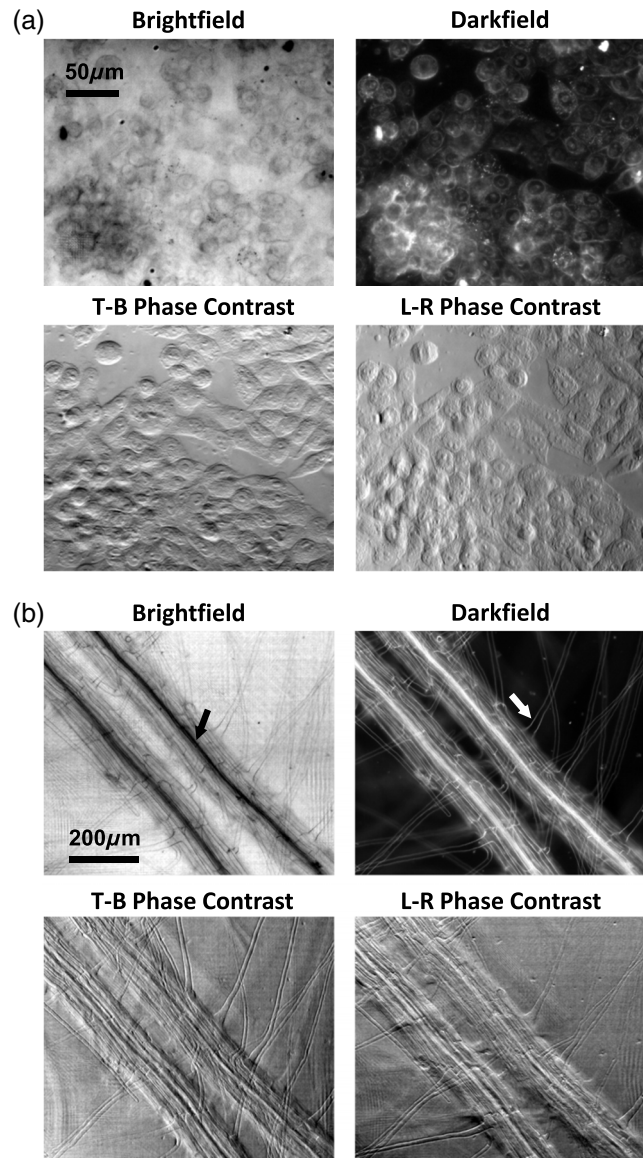 (a)
Brightfield
Darkfield
50µm
T-B Phase Contrast
L-R Phase Contrast
(b)
Brightfield
Darkfield
200µm
T-B Phase Contrast
L-R Phase Contrast